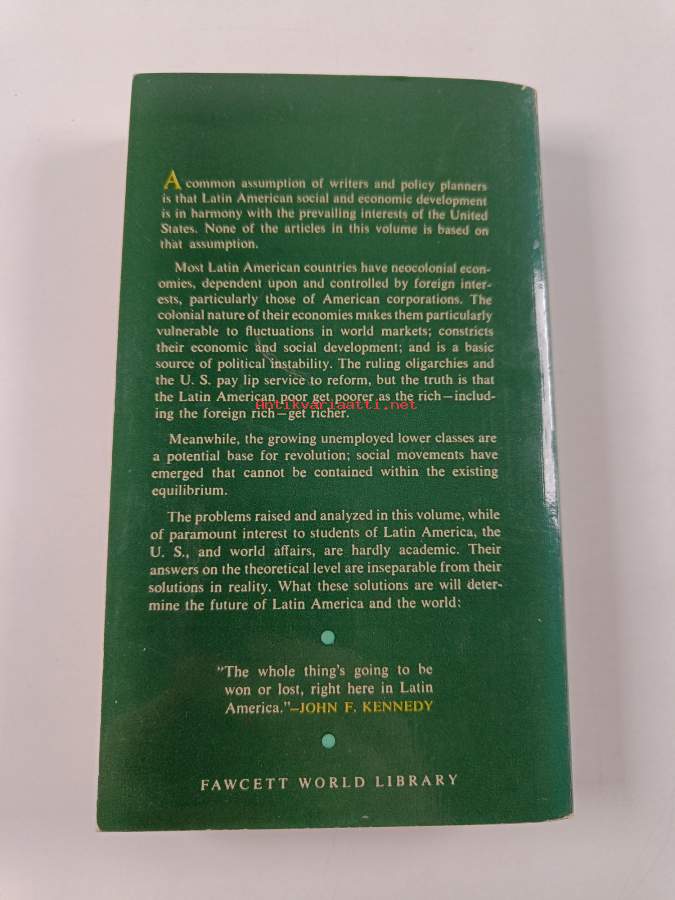 A common assumption of writers and policy planners
is that Latin American social and economic development
is in harmony with the prevailing interests of the United
States. None of the articles in this volume is based on
that assumption.
Most Latin American countries have neocolonial econ-
omies, dependent upon and controlled by foreign inter-
ests, particularly those of American corporations. The
colonial nature of their economies makes them particularly
vulnerable to fluctuations in world markets; constricts
their economic and social development; and is a basic
source of political instability. The ruling oligarchies and
the U. S. pay lip service to reform, but the truth is that
the Latin American poor get poorer as the rich—includ-
Antikvariaatti.net
ing the foreign rich—get richer.
Meanwhile, the growing unemployed lower classes are
a potential base for revolution; social movements have
emerged that cannot be contained within the existing
equilibrium.
The problems raised and analyzed in this volume, while
of paramount interest to students of Latin America, the
U. S., and world affairs, are hardly academic. Their
answers on the theoretical level are inseparable from their
solutions in reality. What these solutions are will deter-
mine the future of Latin America and the world:
"The whole thing's going to be
won or lost, right here in Latin
America."—JOHN F. KENNEDY
FAWCETT WORLD LIBRARY